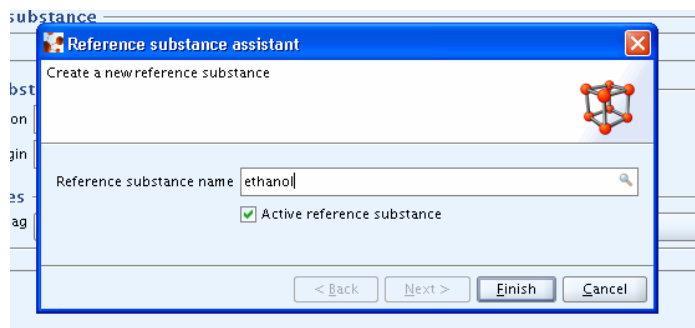 substance
Reference substance assistant
Create a new reference substance
bst
on
gin
Reference substance name ethanol
es
Active reference substance
ag
< Back Next > Finish Cancel